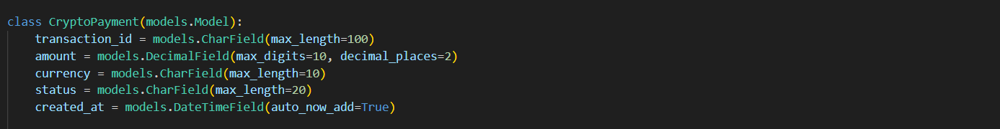 class CryptoPayment(models.Model):
    transaction_id = models.CharField(max_length=100)
    amount = models.DecimalField(max_digits=10, decimal_places=2)
    currency = models.CharField(max_length=10)
    status = models.CharField(max_length=20)
    created_at = models.DateTimeField(auto_now_add=True)